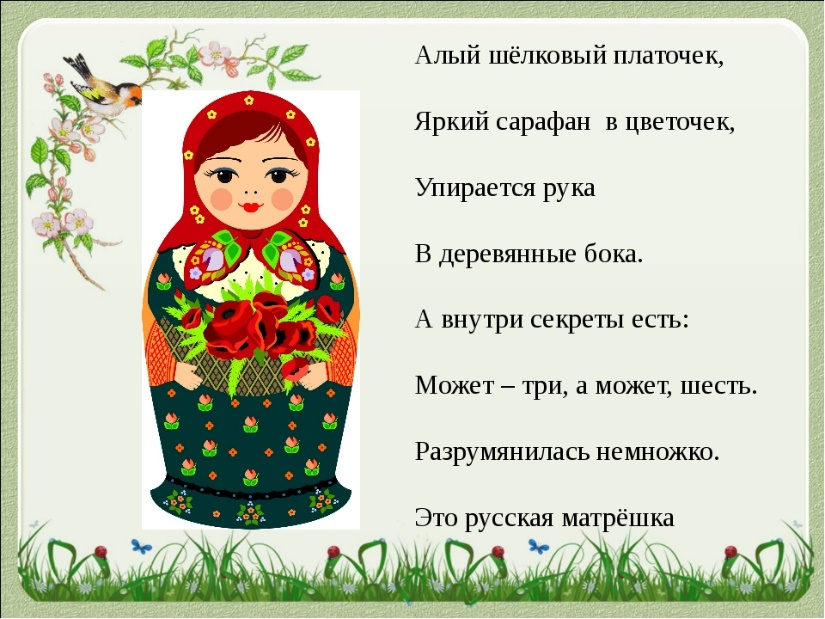 Алый шёлковый платочек,
Яркий сарафан  в цветочек,
Упирается рука
В деревянные бока.
А внутри секреты есть:
Может – три, а может, шесть.
Разрумянилась немножко.
Это русская матрёшка